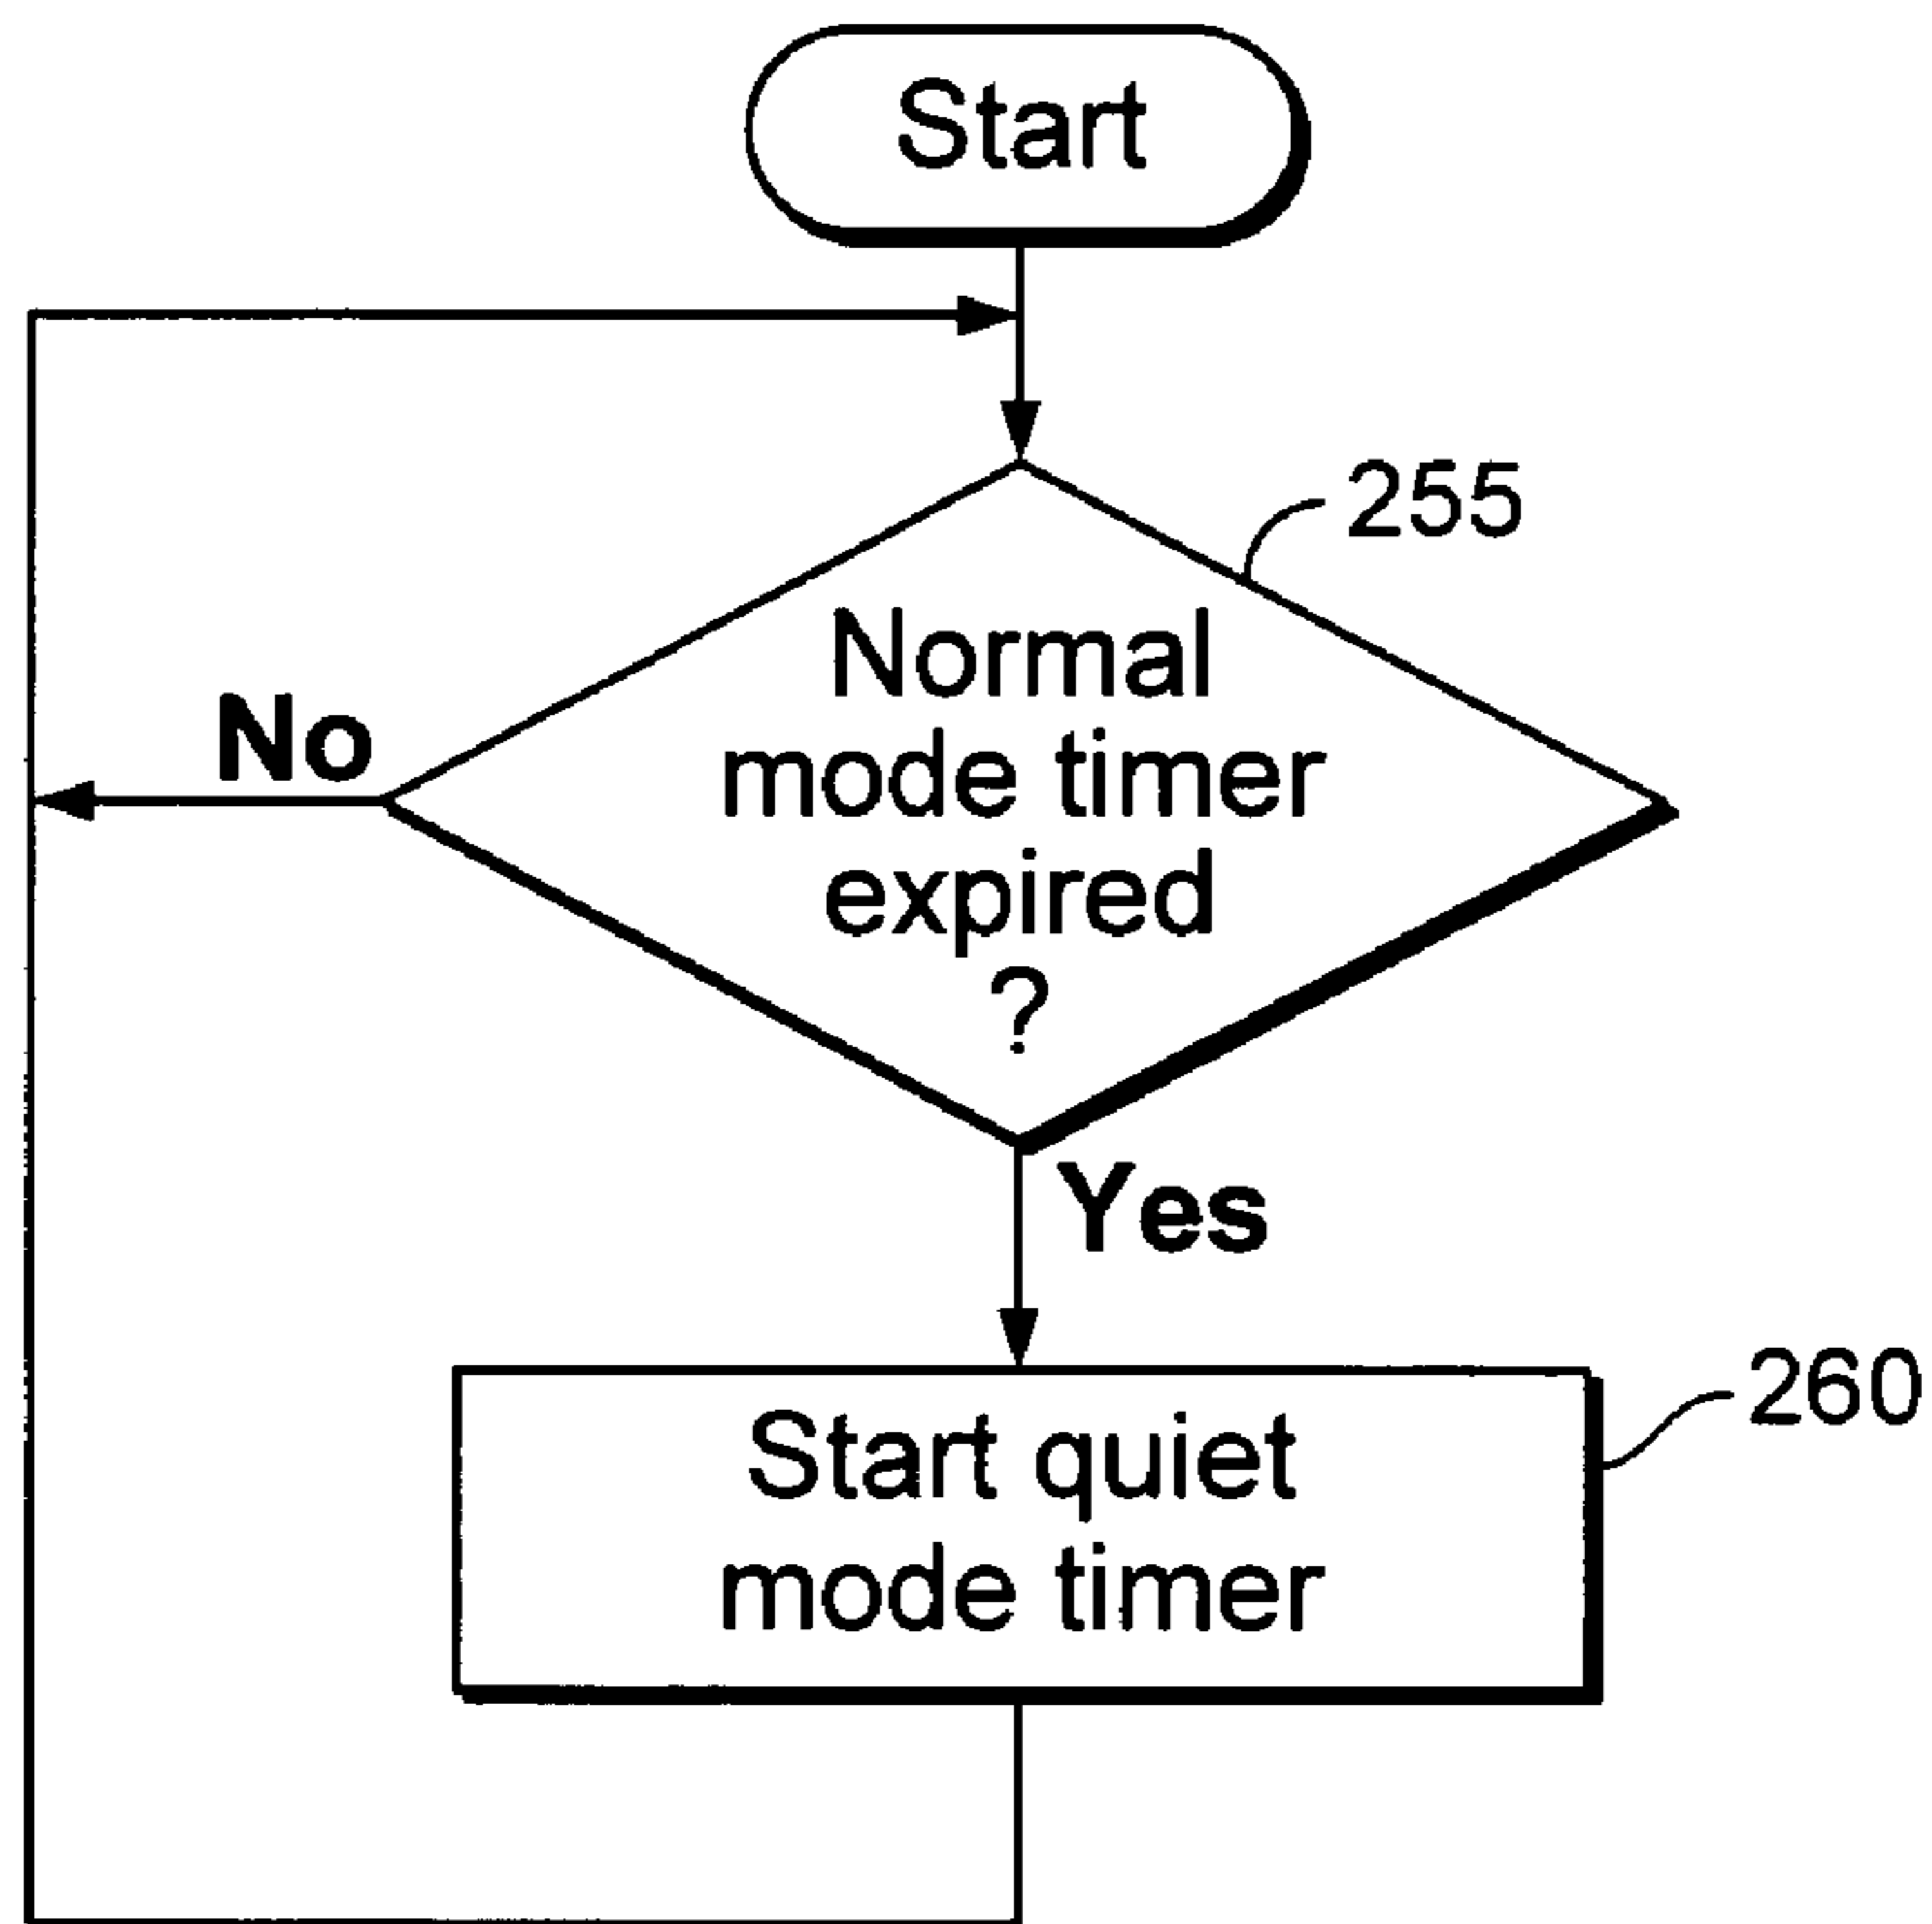 Start
255
Normal
mode timer
expired
?
No
Yes
260
Start quiet
mode timer